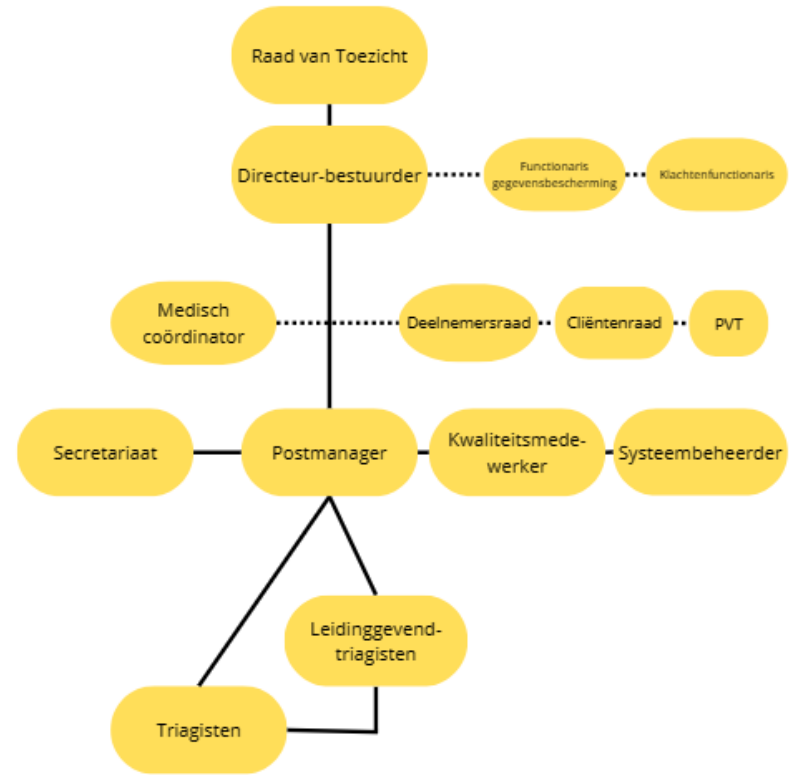 Raad van Toezicht
Directeur-bestuurder
Functionaris
gegevensbescherming
Klachtenfunctionaris
Medisch
coördinator
Deelnemersraad
Cliëntenraad
PVT
Secretariaat
Postmanager
Kwaliteitsmede-
werker
Systeembeheerder
Leidinggevend-
triagisten
Triagisten